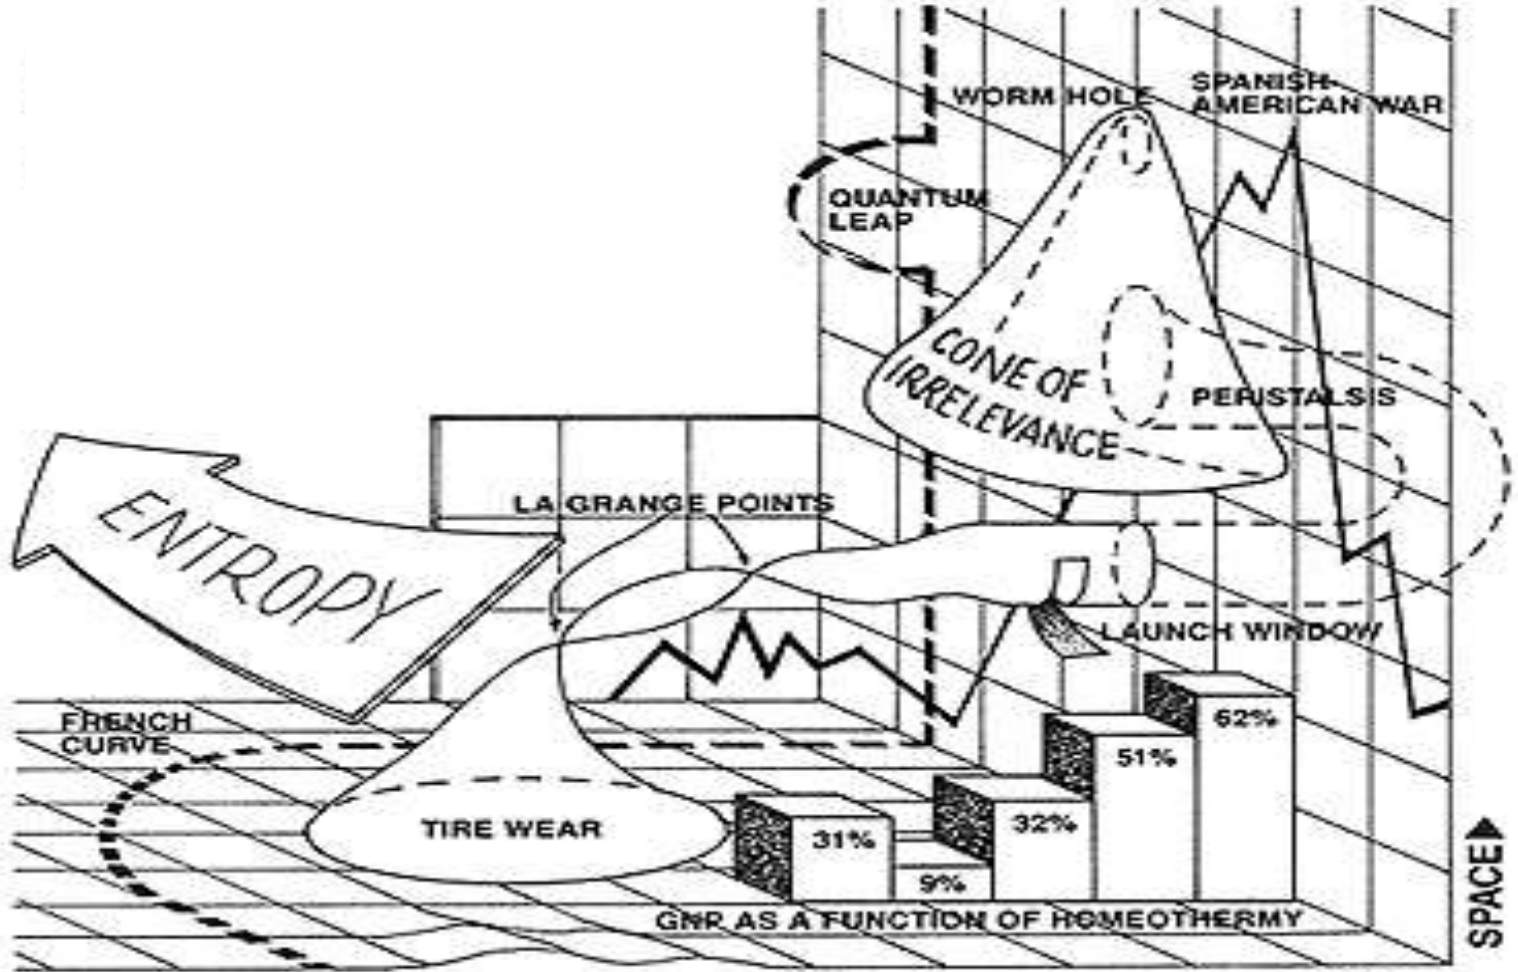 WORM HOLE
SPANISH-
AMERICAN WAR
QUANTUM
LEAP
CONE OF
IRRELEVANCE
PERISTALSIS
LA GRANGE POINTS
ENTROPY
LAUNCH WINDOW
FRENCH
CURVE
TIRE WEAR
31%
9%
32%
51%
62%
GNP AS A FUNCTION OF HOMEOTHERMY
SPACE